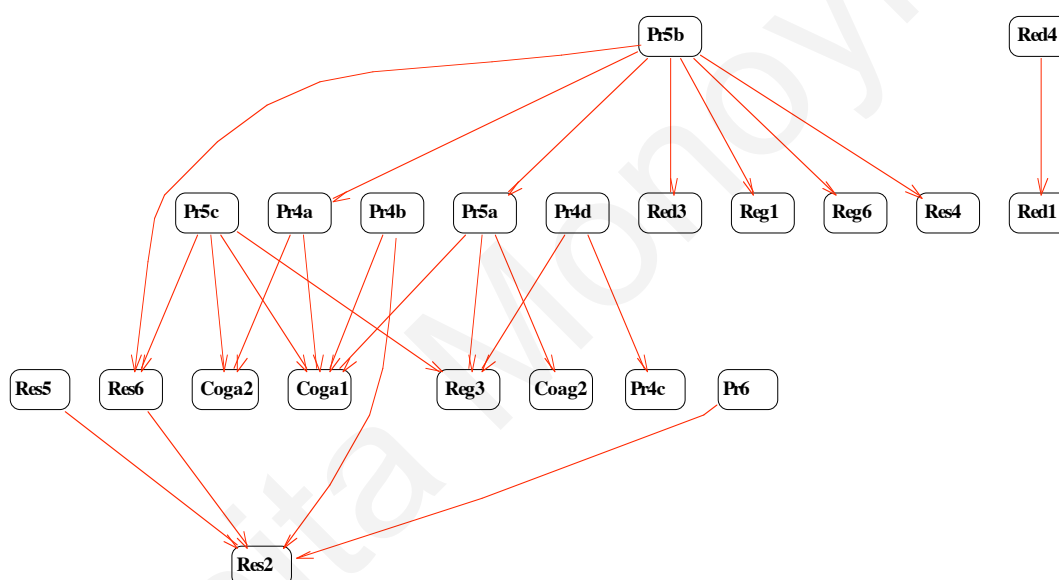 Pr5b Red4
Pr5c Pr4a Pr4b Pr5a Pr4d Red3 Reg1 Reg6 Res4 Red1
Res5 Res6 Coga2 Coga1 Reg3 Coag2 Pr4c Pr6
Res2